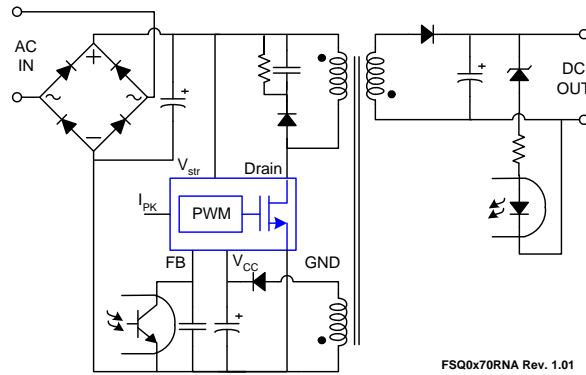 AC
IN
+
~
~
−
+
+
DC
OUT
Vstr
Drain
IPK
PWM
FB
VCC
GND
+
FSQ0x70RNA Rev. 1.01